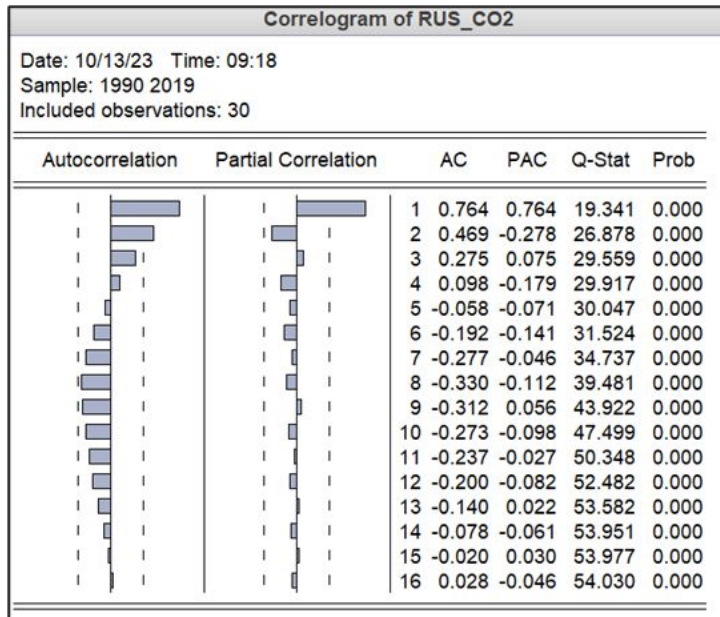 Correlogram of RUS_CO2
Date: 10/13/23 Time: 09:18
Sample: 1990 2019
Included observations: 30
Autocorrelation Partial Correlation AC PAC Q-Stat Prob
1 0.764 0.764 19.341 0.000
2 0.469 -0.278 26.878 0.000
3 0.275 0.075 29.559 0.000
4 0.098 -0.179 29.917 0.000
5 -0.058 -0.071 30.047 0.000
6 -0.192 -0.141 31.524 0.000
7 -0.277 -0.046 34.737 0.000
8 -0.330 -0.112 39.481 0.000
9 -0.312 0.056 43.922 0.000
10 -0.273 -0.098 47.499 0.000
11 -0.237 -0.027 50.348 0.000
12 -0.200 -0.082 52.482 0.000
13 -0.140 0.022 53.582 0.000
14 -0.078 -0.061 53.951 0.000
15 -0.020 0.030 53.977 0.000
16 0.028 -0.046 54.030 0.000